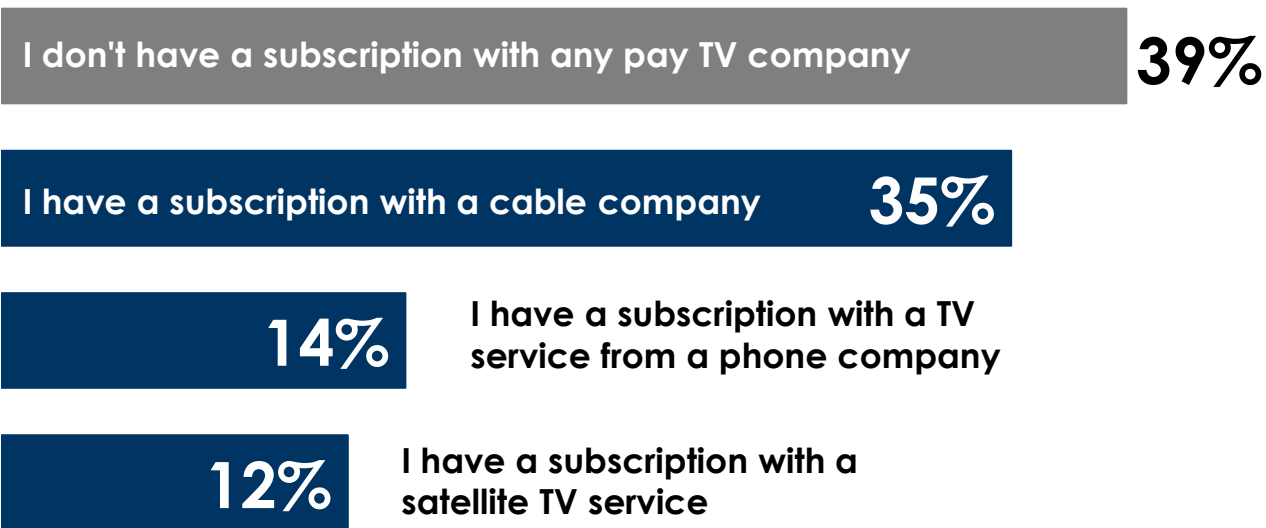 I don't have a subscription with any pay TV company 39%
I have a subscription with a cable company 35%
14% I have a subscription with a TV
service from a phone company
12% I have a subscription with a
satellite TV service